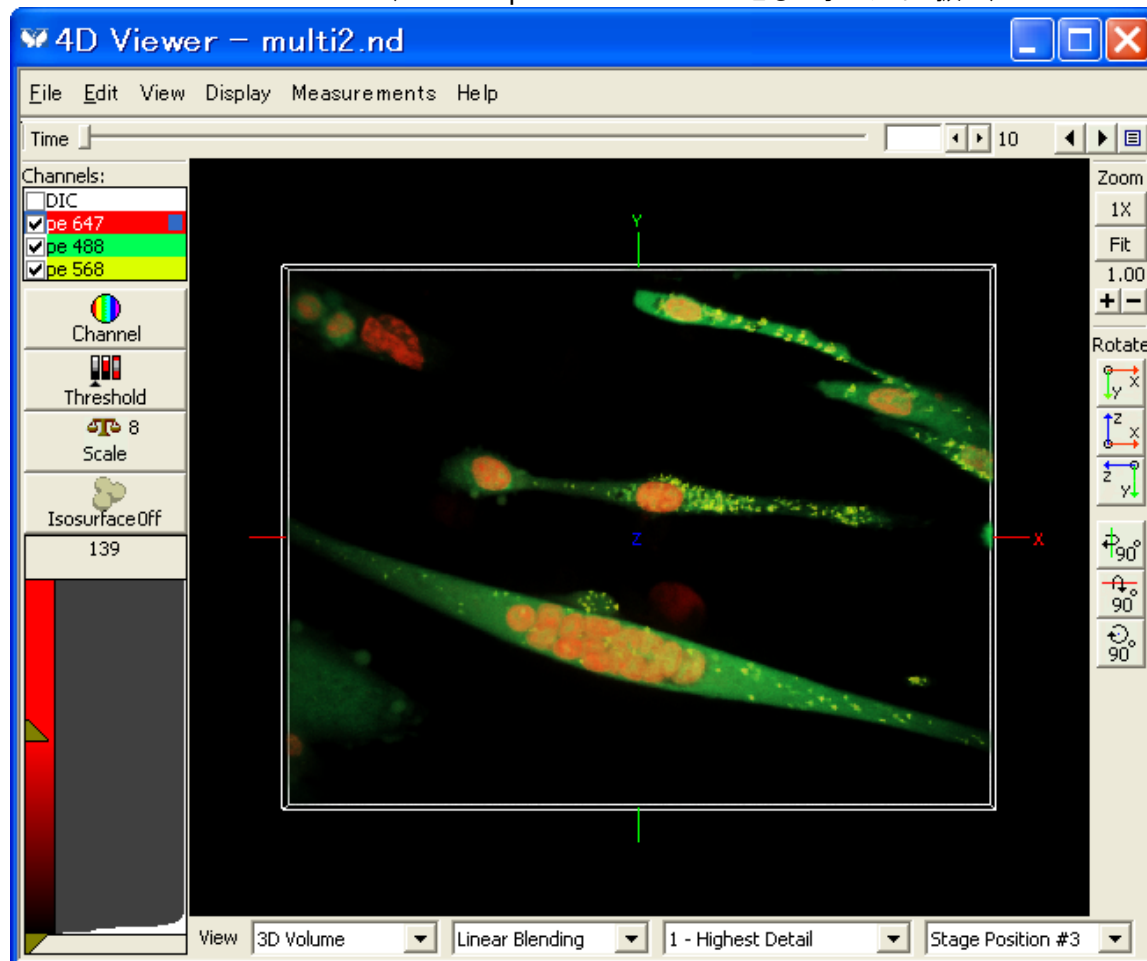 4D Viewer - multi2.nd
File Edit View Display Measurements Help
Time 10
Channels:
DIC
pe 647
pe 488
pe 568
Channel
Threshold
8
Scale
Isosurface Off
139
Y
X
Z
Zoom
1X
Fit
1.00
+ -
Rotate
X
Y
Z
X
Z
Y
90°
90°
90°
View 3D Volume Linear Blending 1 - Highest Detail Stage Position #3